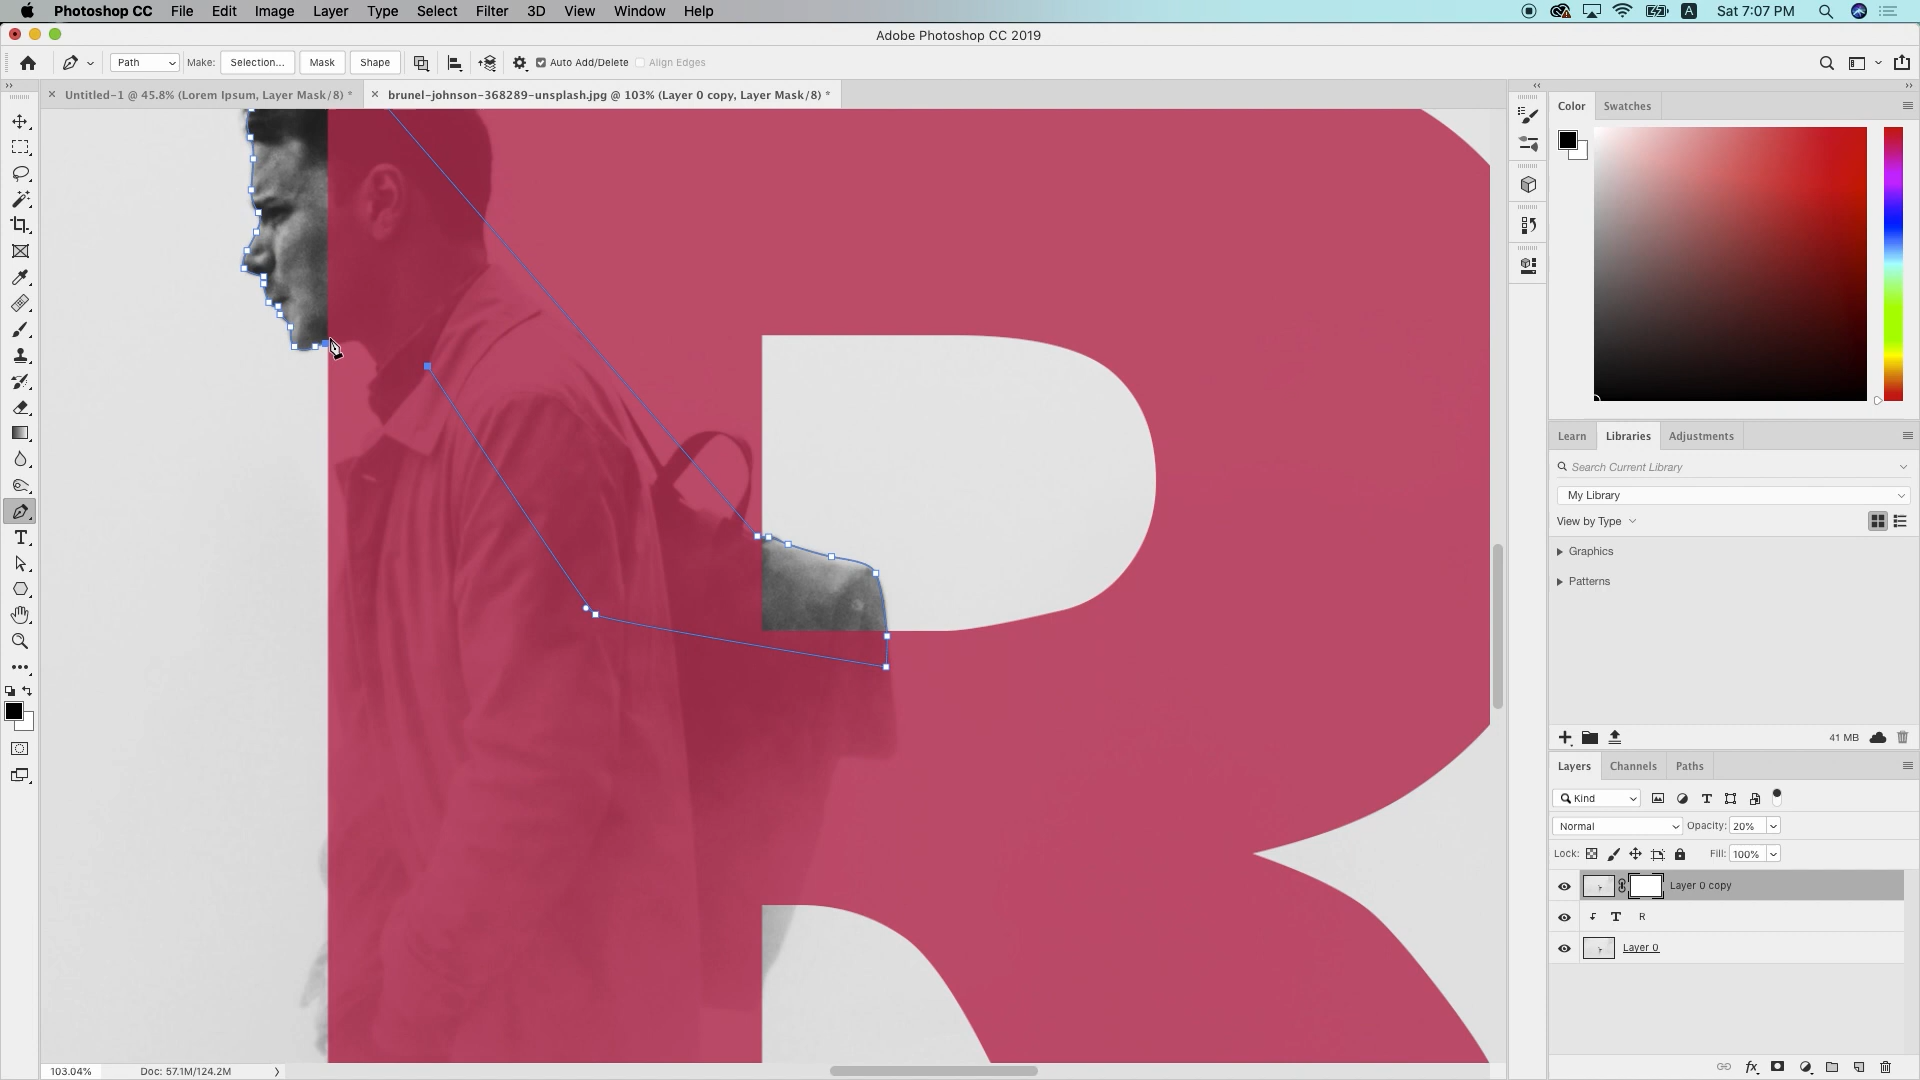 Photoshop CC File Edit Image Layer Type Select Filter 3D View Window Help Sat 7:07 PM
Adobe Photoshop CC 2019
Path Make: Selection... Mask Shape Auto Add/Delete Align Edges
Untitled-1 @ 45.8% (Lorem Ipsum, Layer Mask/8) * brunel-johnson-368289-unsplash.jpg @ 103% (Layer 0 copy, Layer Mask/8) *
Color Swatches
Learn Libraries Adjustments
Search Current Library
My Library
View by Type
Graphics
Patterns
41 MB
Layers Channels Paths
Kind
Normal Opacity: 20%
Lock: Fill: 100%
Layer 0 copy
T R
Layer 0
103.04% Doc: 57.1M/124.2M